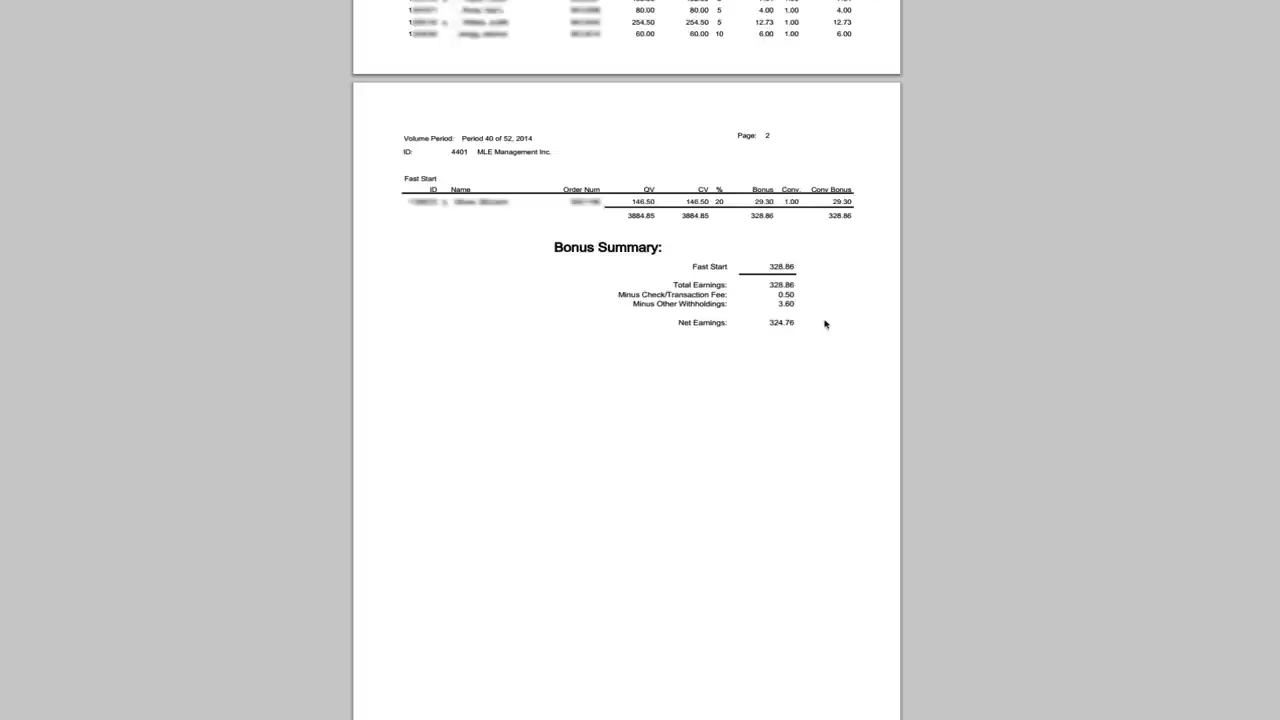 80.00 80.00 5 4.00 1.00 4.00
254.50 254.50 5 12.73 1.00 12.73
60.00 60.00 10 6.00 1.00 6.00
Page: 2
Volume Period: Period 40 of 52, 2014
ID: 4401 MLE Management Inc.
Fast Start
ID Name Order Num QV CV % Bonus Conv. Conv Bonus
146.50 146.50 20 29.30 1.00 29.30
3884.85 3884.85 328.86 328.86
Bonus Summary:
Fast Start 328.86
Total Earnings: 328.86
Minus Check/Transaction Fee: 0.50
Minus Other Withholdings: 3.60
Net Earnings: 324.76